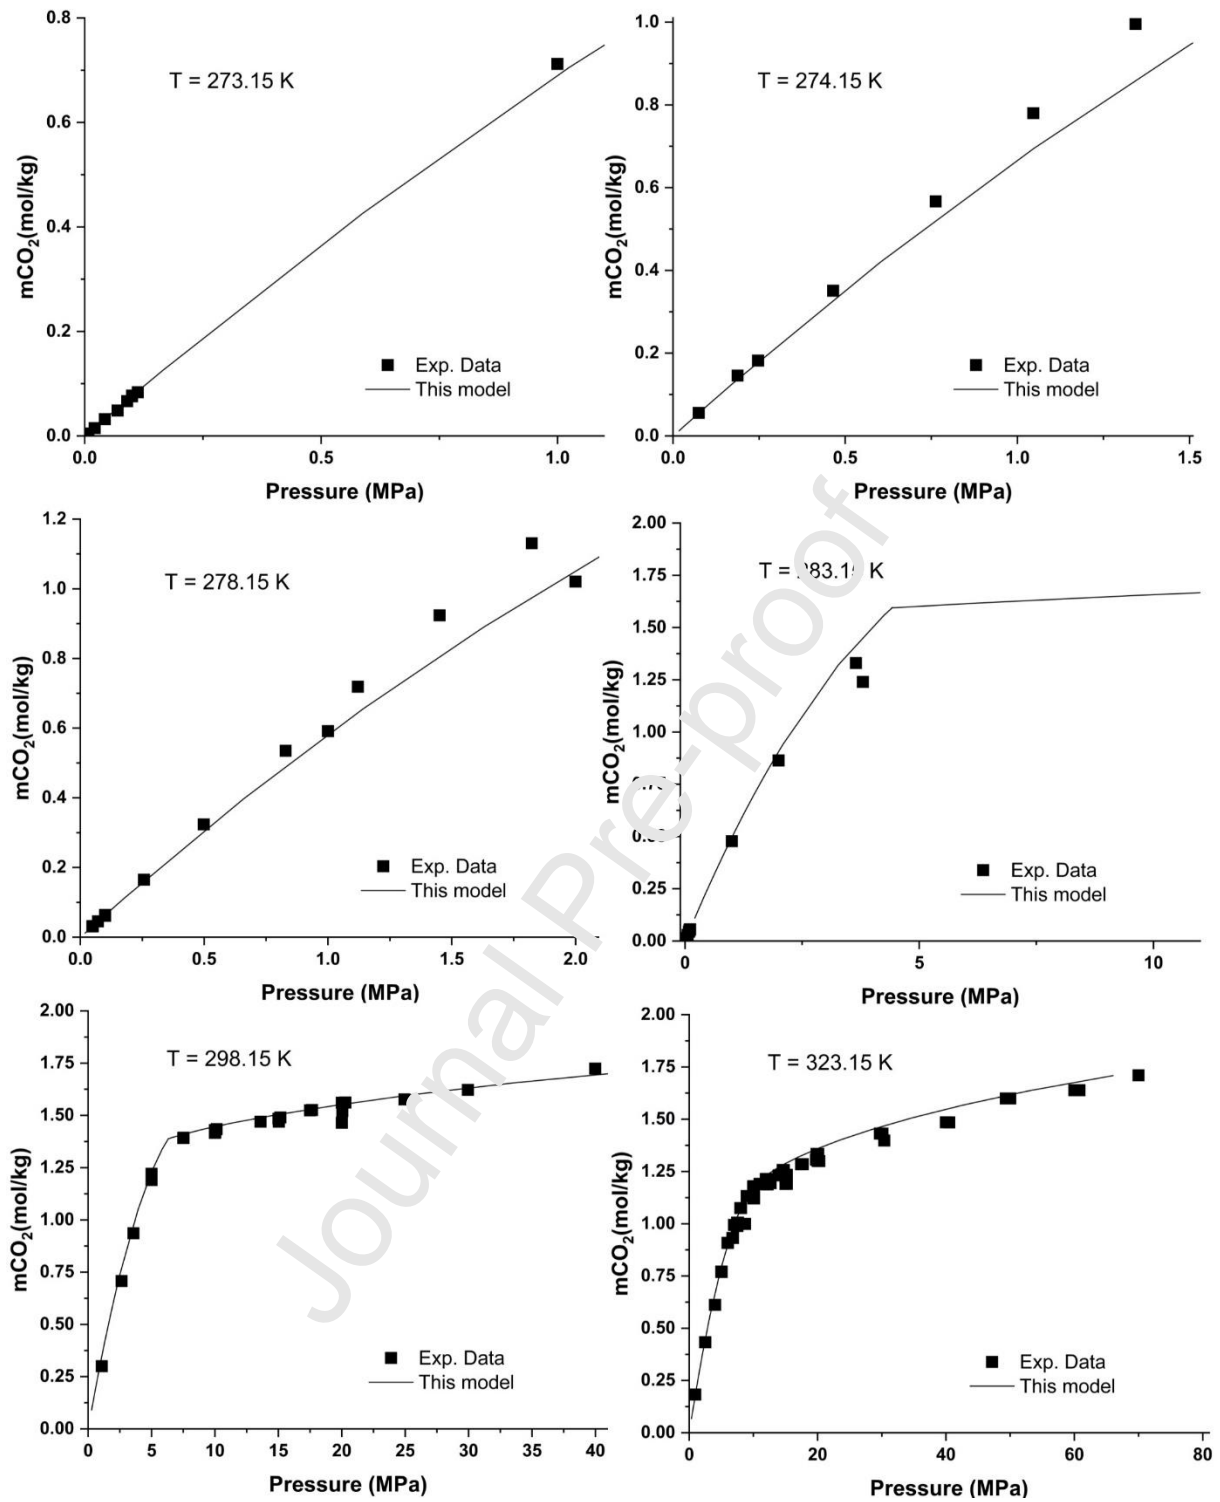 0.8
T = 273.15 K
0.6
0.4
0.2
0.0
mCO₂(mol/kg)
Exp. Data
This model
0.0 0.5 1.0
Pressure (MPa)
1.0
T = 274.15 K
0.8
0.6
0.4
0.2
0.0
mCO₂(mol/kg)
Exp. Data
This model
0.0 0.5 1.0 1.5
Pressure (MPa)
1.2
T = 278.15 K
1.0
0.8
0.6
0.4
0.2
0.0
mCO₂(mol/kg)
Exp. Data
This model
0.0 0.5 1.0 1.5 2.0
Pressure (MPa)
2.00
T = 283.15 K
1.75
1.50
1.25
1.00
0.75
0.50
0.25
0.00
mCO₂(mol/kg)
Exp. Data
This model
0 5 10
Pressure (MPa)
2.00
T = 298.15 K
1.75
1.50
1.25
1.00
0.75
0.50
0.25
0.00
mCO₂(mol/kg)
Exp. Data
This model
0 5 10 15 20 25 30 35 40
Pressure (MPa)
2.00
T = 323.15 K
1.75
1.50
1.25
1.00
0.75
0.50
0.25
0.00
mCO₂(mol/kg)
Exp. Data
This model
0 20 40 60 80
Pressure (MPa)
Journal Pre-proof